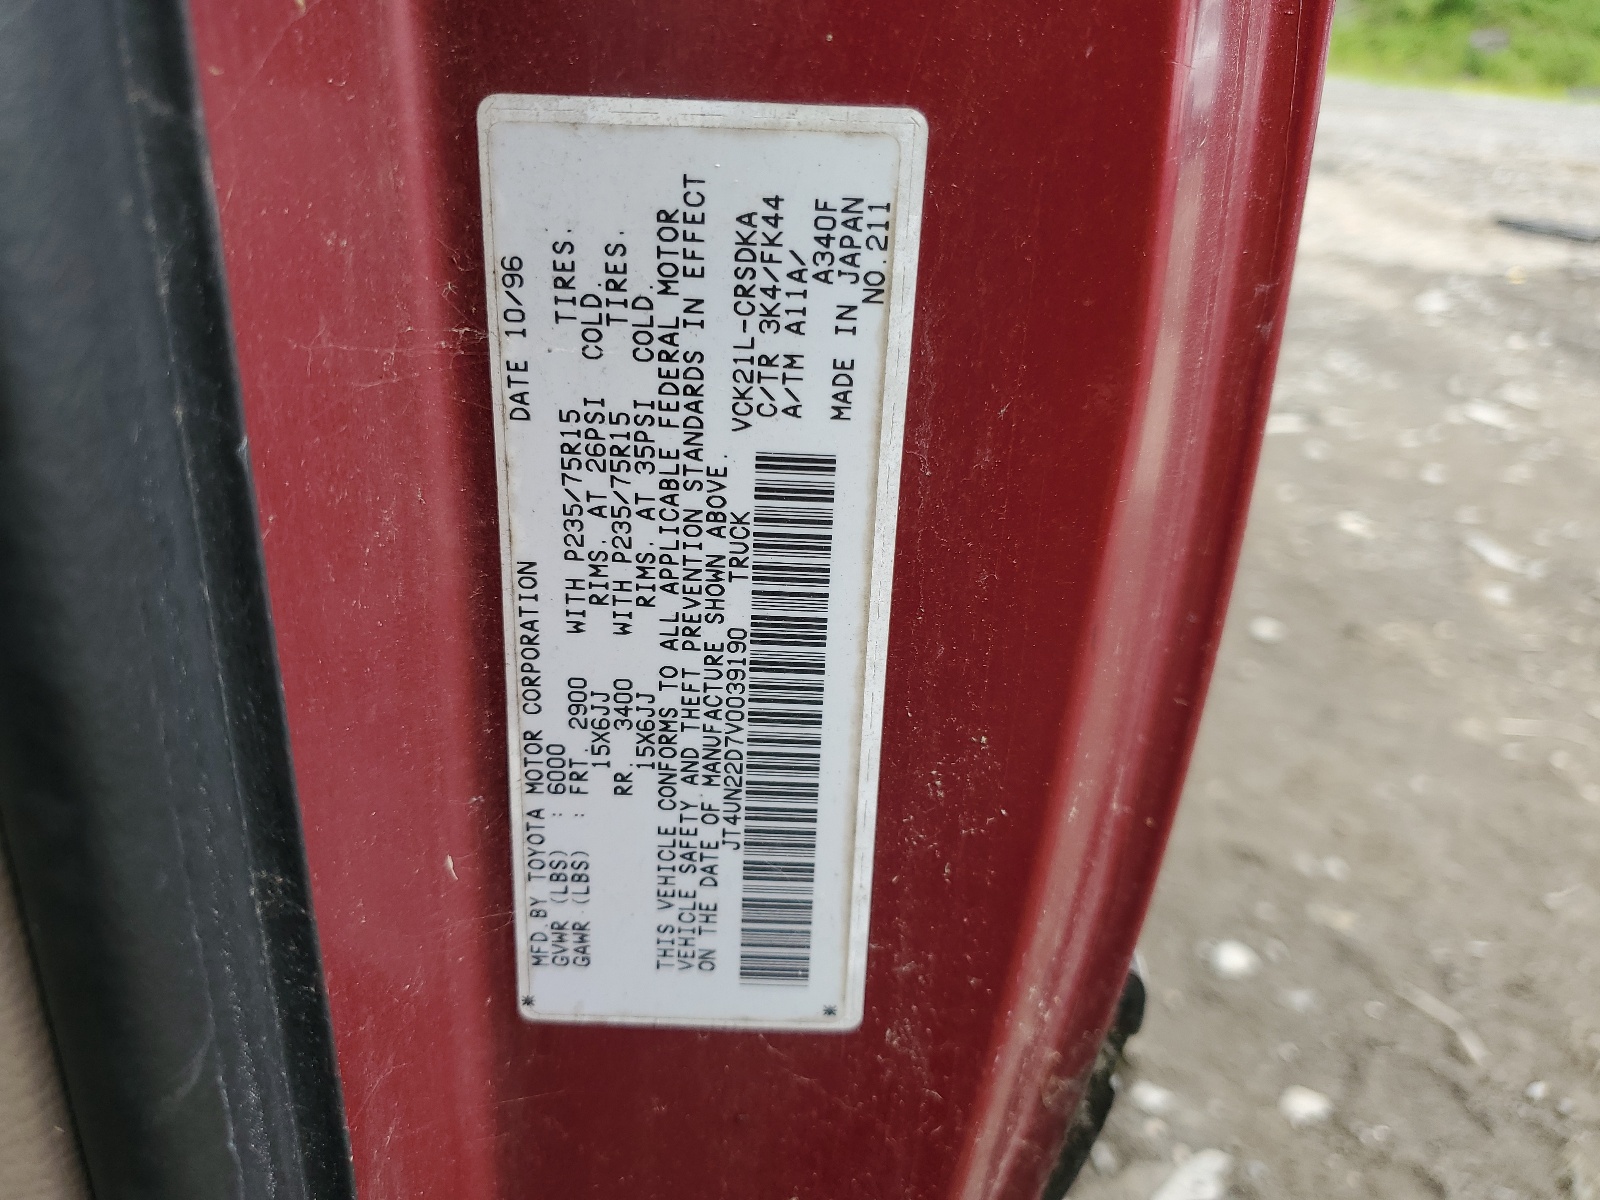 MFD. BY TOYOTA MOTOR CORPORATION DATE 10/96
GVWR (LBS) : 6000
GAWR (LBS) : FRT. 2900 WITH P235/75R15 TIRES.
15X6JJ RIMS. AT 26PSI COLD.
RR. 3400 WITH P235/75R15 TIRES.
15X6JJ RIMS. AT 35PSI COLD.
THIS VEHICLE CONFORMS TO ALL APPLICABLE FEDERAL MOTOR
VEHICLE SAFETY AND THEFT PREVENTION STANDARDS IN EFFECT
ON THE DATE OF MANUFACTURE SHOWN ABOVE.
JT4UN22D7V0039190 TRUCK
VCK21L-CRSDKA
C/TR 3K4/FK44
A/TM A11A/
A340F
MADE IN JAPAN
NO.211
* *